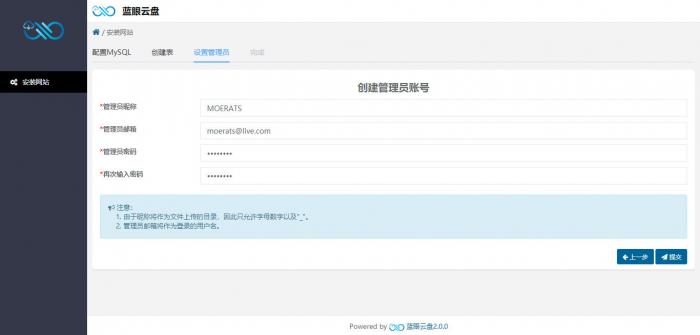 蓝眼云盘
/ 安装网站
安装网站
配置MySQL 创建表 设置管理员 完成
创建管理员账号
*管理员昵称 MOERATS
*管理员邮箱 moerats@live.com
*管理员密码 ••••••••
*再次输入密码 ••••••••
注意：
1. 由于昵称将作为文件上传的目录，因此只允许字母数字以及"_"。
2. 管理员邮箱将作为登录的用户名。
上一步 提交
Powered by 蓝眼云盘2.0.0